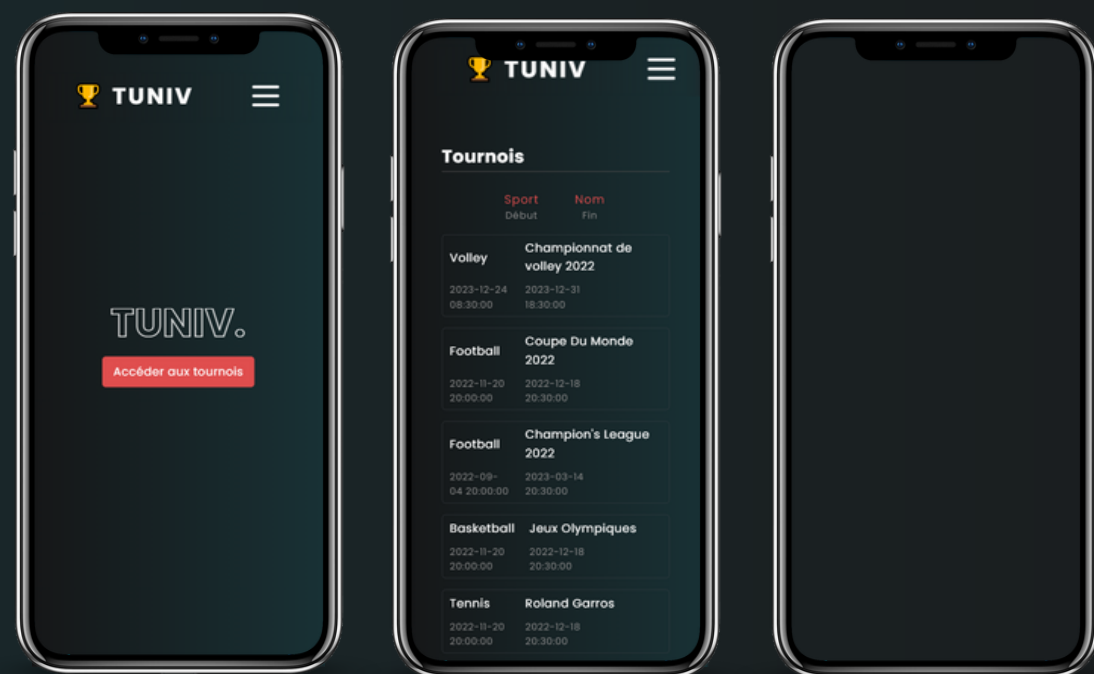 TUNIV
TUNIV.
Accéder aux tournois
TUNIV
Tournois
Sport Nom
Début Fin
Volley
Championnat de
volley 2022
2023-12-24
08:30:00
2023-12-31
18:30:00
Football
Coupe Du Monde
2022
2022-11-20
20:00:00
2022-12-18
20:30:00
Football
Champion's League
2022
2022-09-
04 20:00:00
2023-03-14
20:30:00
Basketball
Jeux Olympiques
2022-11-20
20:00:00
2022-12-18
20:30:00
Tennis
Roland Garros
2022-11-20
20:00:00
2022-12-18
20:30:00